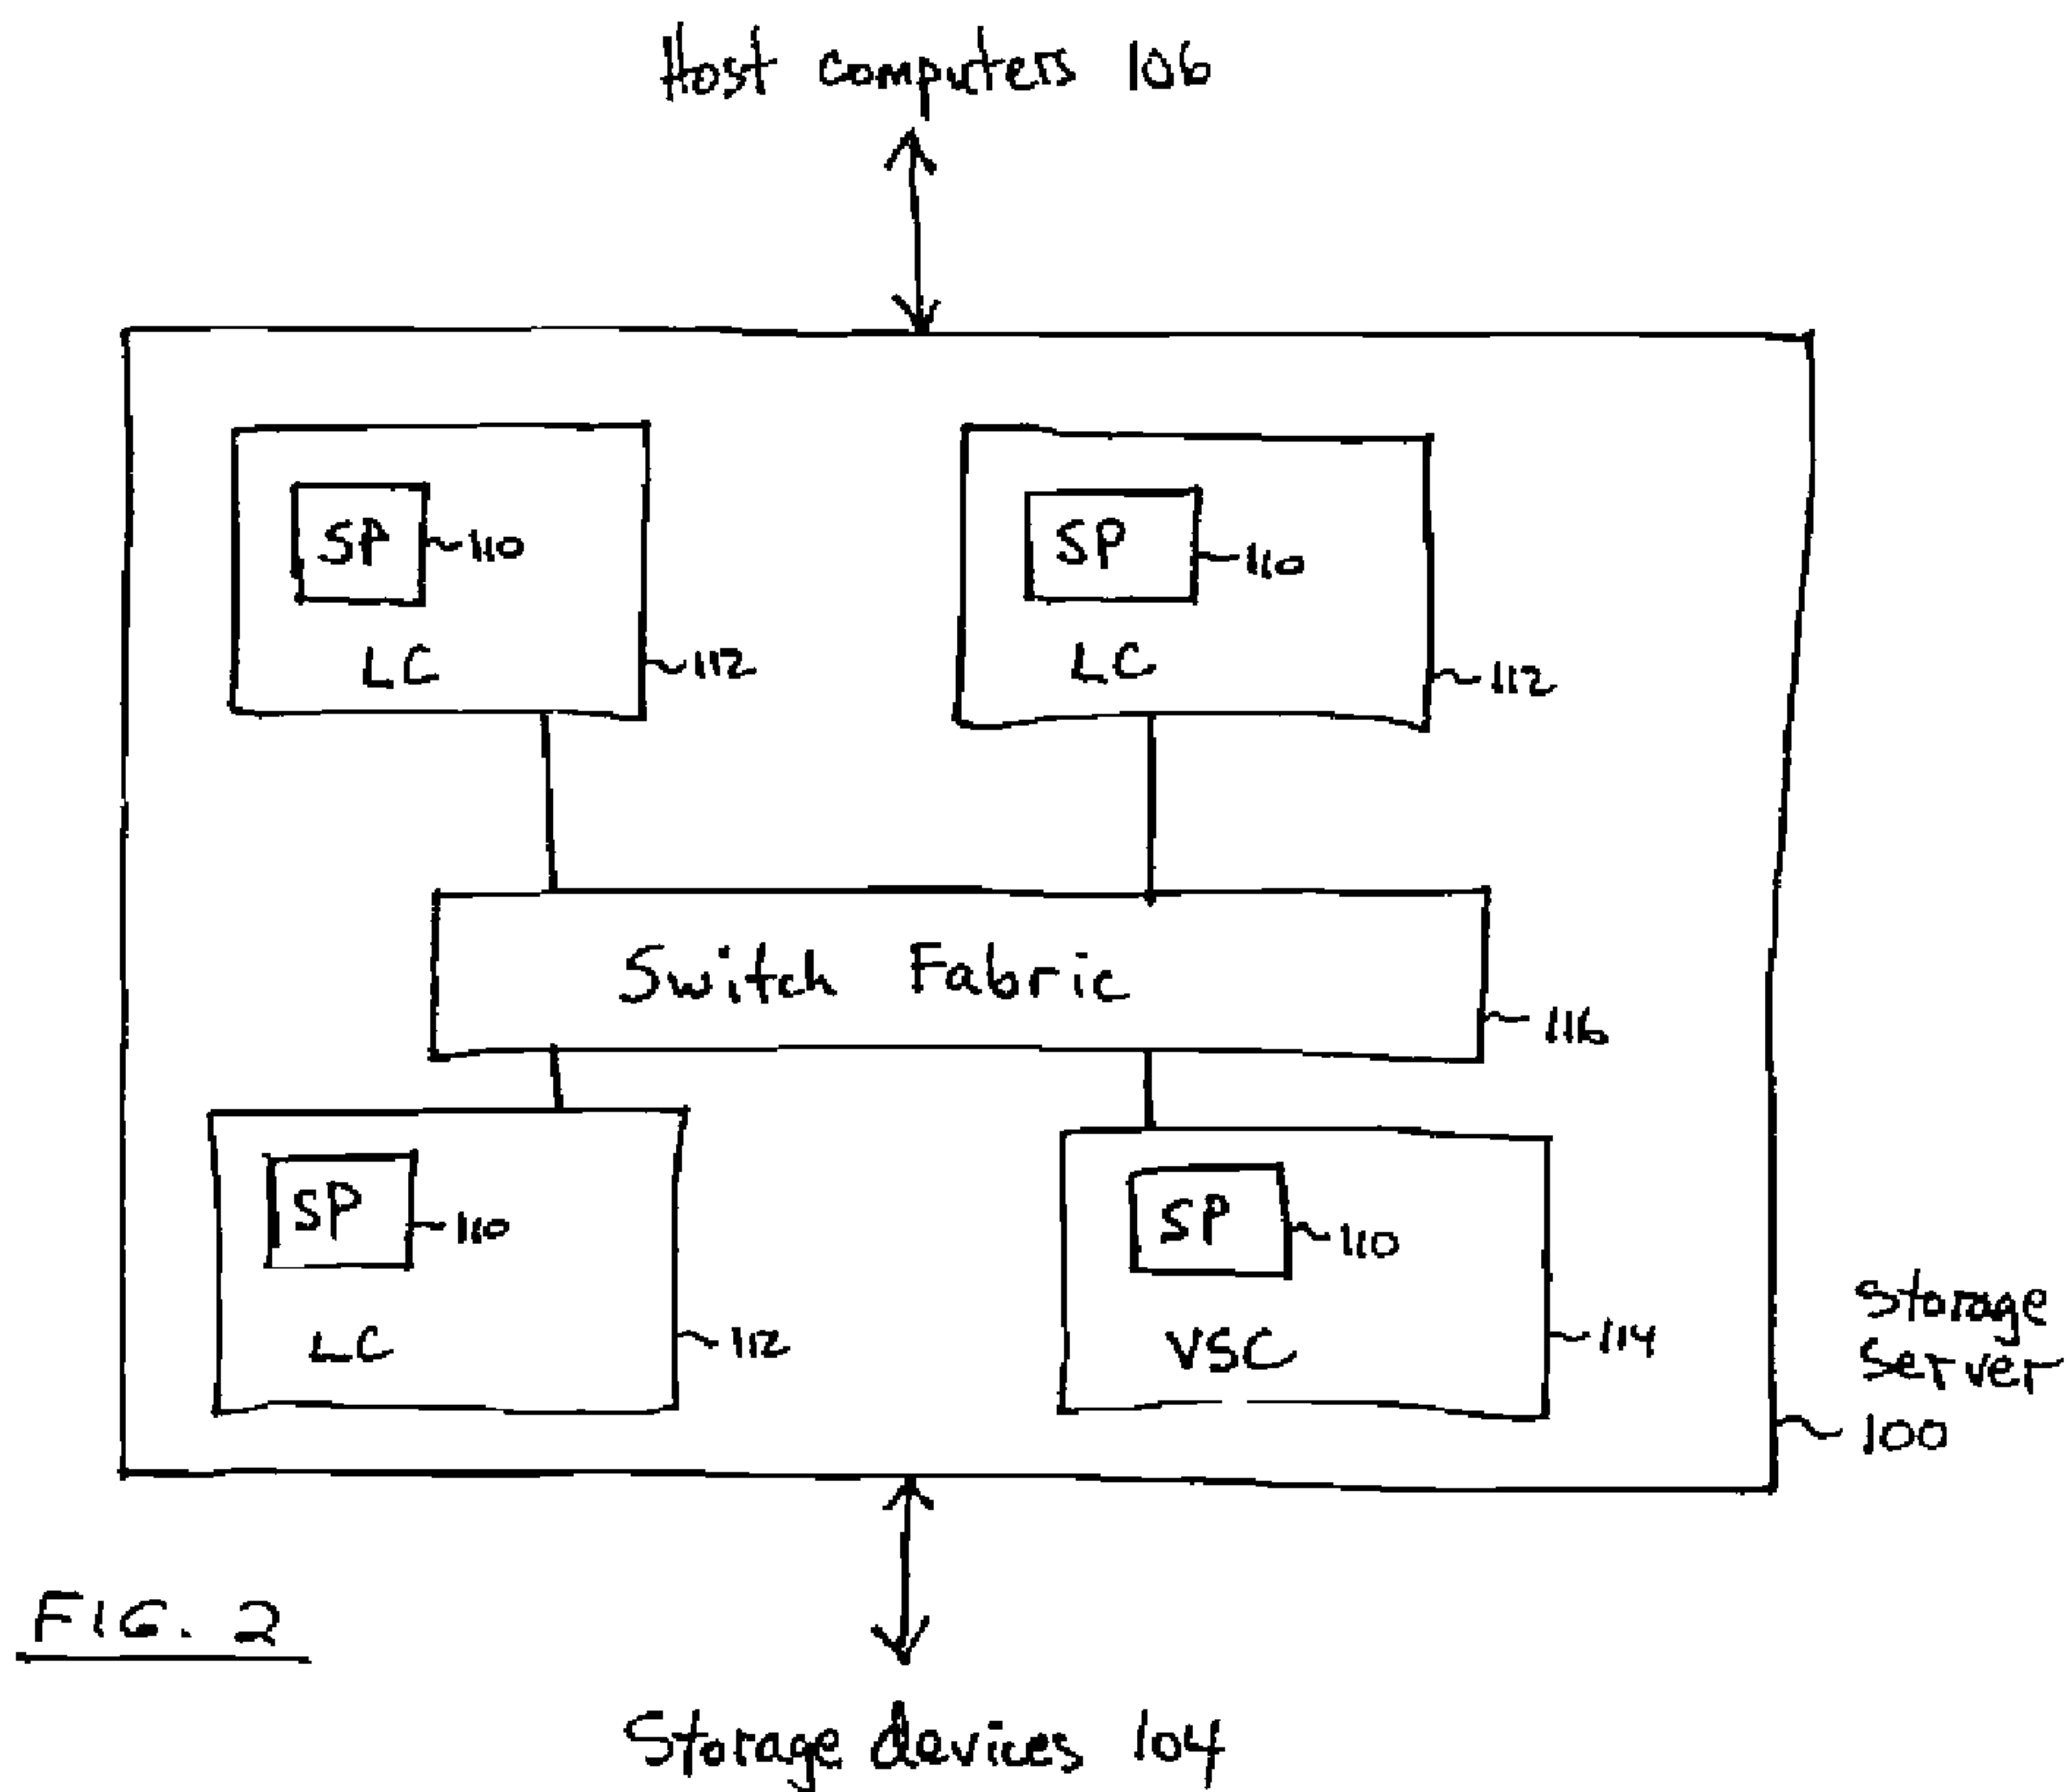 Host computers 106
SP 110
LC 112
SP 110
LC 112
Switch Fabric 116
SP 110
LC 112
SP 110
VSC 114
Storage
Server
100
FIG. 2
Storage devices 104